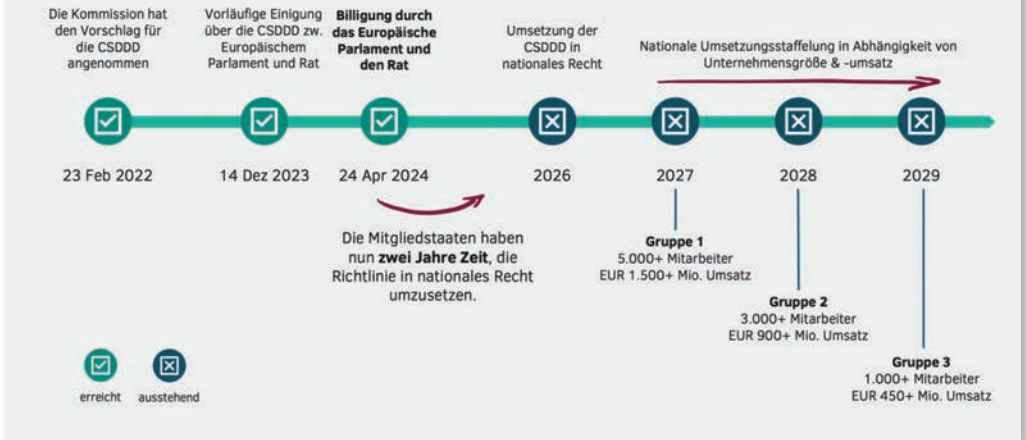 Die Kommission hat
den Vorschlag für
die CSDDD
angenommen
Vorläufige Einigung
über die CSDDD zw.
Europäischem
Parlament und Rat
Billigung durch
das Europäische
Parlament und
den Rat
Umsetzung der
CSDDD in
nationales Recht
Nationale Umsetzungsstaffelung in Abhängigkeit von
Unternehmensgröße & -umsatz
23 Feb 2022
14 Dez 2023
24 Apr 2024
2026
2027
2028
2029
Die Mitgliedstaaten haben
nun zwei Jahre Zeit, die
Richtlinie in nationales Recht
umzusetzen.
Gruppe 1
5.000+ Mitarbeiter
EUR 1.500+ Mio. Umsatz
Gruppe 2
3.000+ Mitarbeiter
EUR 900+ Mio. Umsatz
Gruppe 3
1.000+ Mitarbeiter
EUR 450+ Mio. Umsatz
erreicht
ausstehend